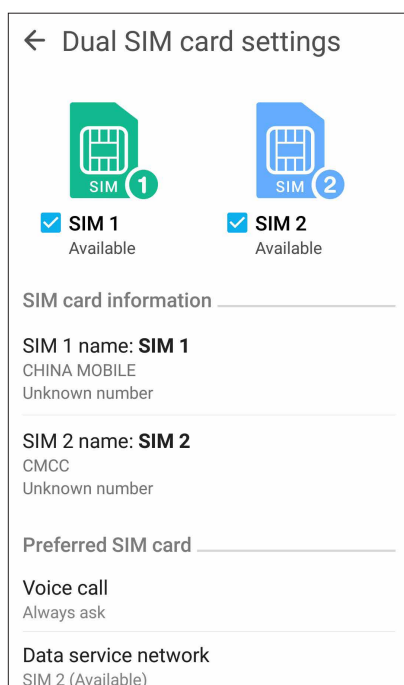 Dual SIM card settings
SIM 1
SIM 2
SIM 1
SIM 2
Available
Available
SIM card information
SIM 1 name: SIM 1
CHINA MOBILE
Unknown number
SIM 2 name: SIM 2
CMCC
Unknown number
Preferred SIM card
Voice call
Always ask
Data service network
SIM 2 (Available)